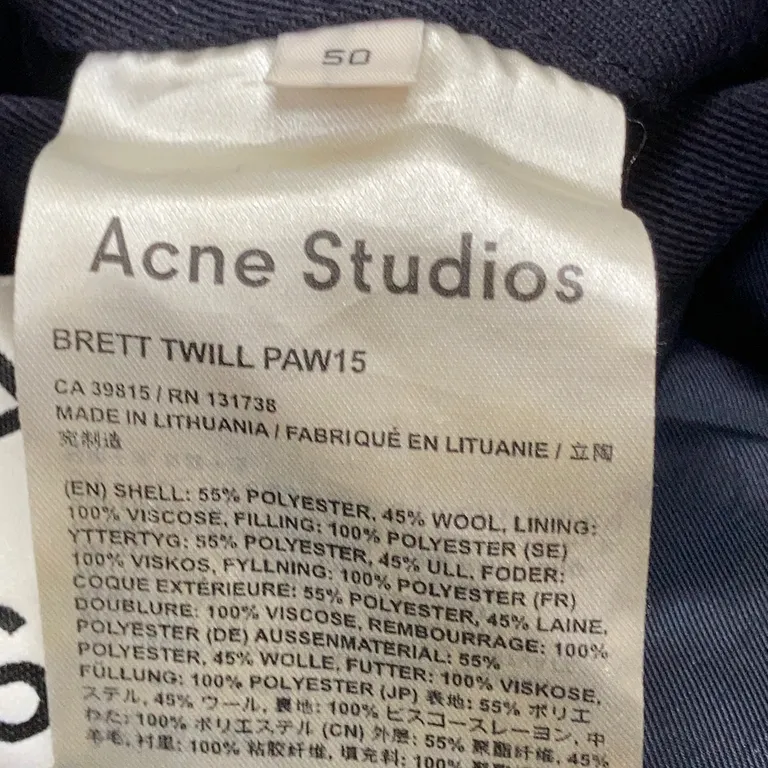 50
Acne Studios
BRETT TWILL PAW15
CA 39815 / RN 131738
MADE IN LITHUANIA / FABRIQUÉ EN LITUANIE / 立陶
宛制造
(EN) SHELL: 55% POLYESTER, 45% WOOL, LINING:
100% VISCOSE, FILLING: 100% POLYESTER (SE)
YTTERTYG: 55% POLYESTER, 45% ULL, FODER:
100% VISKOS, FYLLNING: 100% POLYESTER (FR)
COQUE EXTÉRIEURE: 55% POLYESTER, 45% LAINE,
DOUBLURE: 100% VISCOSE, REMBOURRAGE: 100%
POLYESTER (DE) AUSSENMATERIAL: 55%
POLYESTER, 45% WOLLE, FUTTER: 100% VISKOSE,
FÜLLUNG: 100% POLYESTER (JP) 表地: 55% ポリエ
ステル, 45% ウール, 裏地: 100% ビスコースレーヨン, 中
わた: 100% ポリエステル (CN) 外層: 55% 聚酯纤维, 45%
羊毛, 衬里: 100% 粘胶纤维, 填充料: 100%